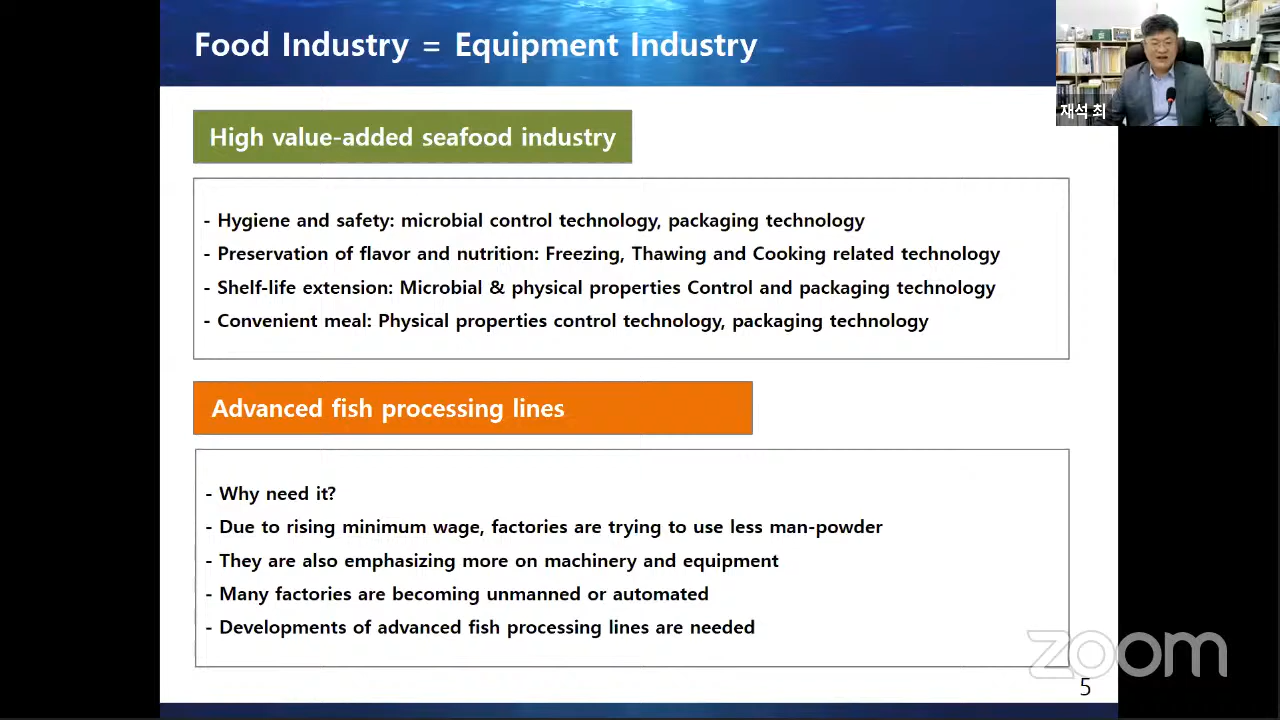 Food Industry = Equipment Industry
재석 최
High value-added seafood industry
- Hygiene and safety: microbial control technology, packaging technology
- Preservation of flavor and nutrition: Freezing, Thawing and Cooking related technology
- Shelf-life extension: Microbial & physical properties Control and packaging technology
- Convenient meal: Physical properties control technology, packaging technology
Advanced fish processing lines
- Why need it?
- Due to rising minimum wage, factories are trying to use less man-powder
- They are also emphasizing more on machinery and equipment
- Many factories are becoming unmanned or automated
- Developments of advanced fish processing lines are needed
zoom
5